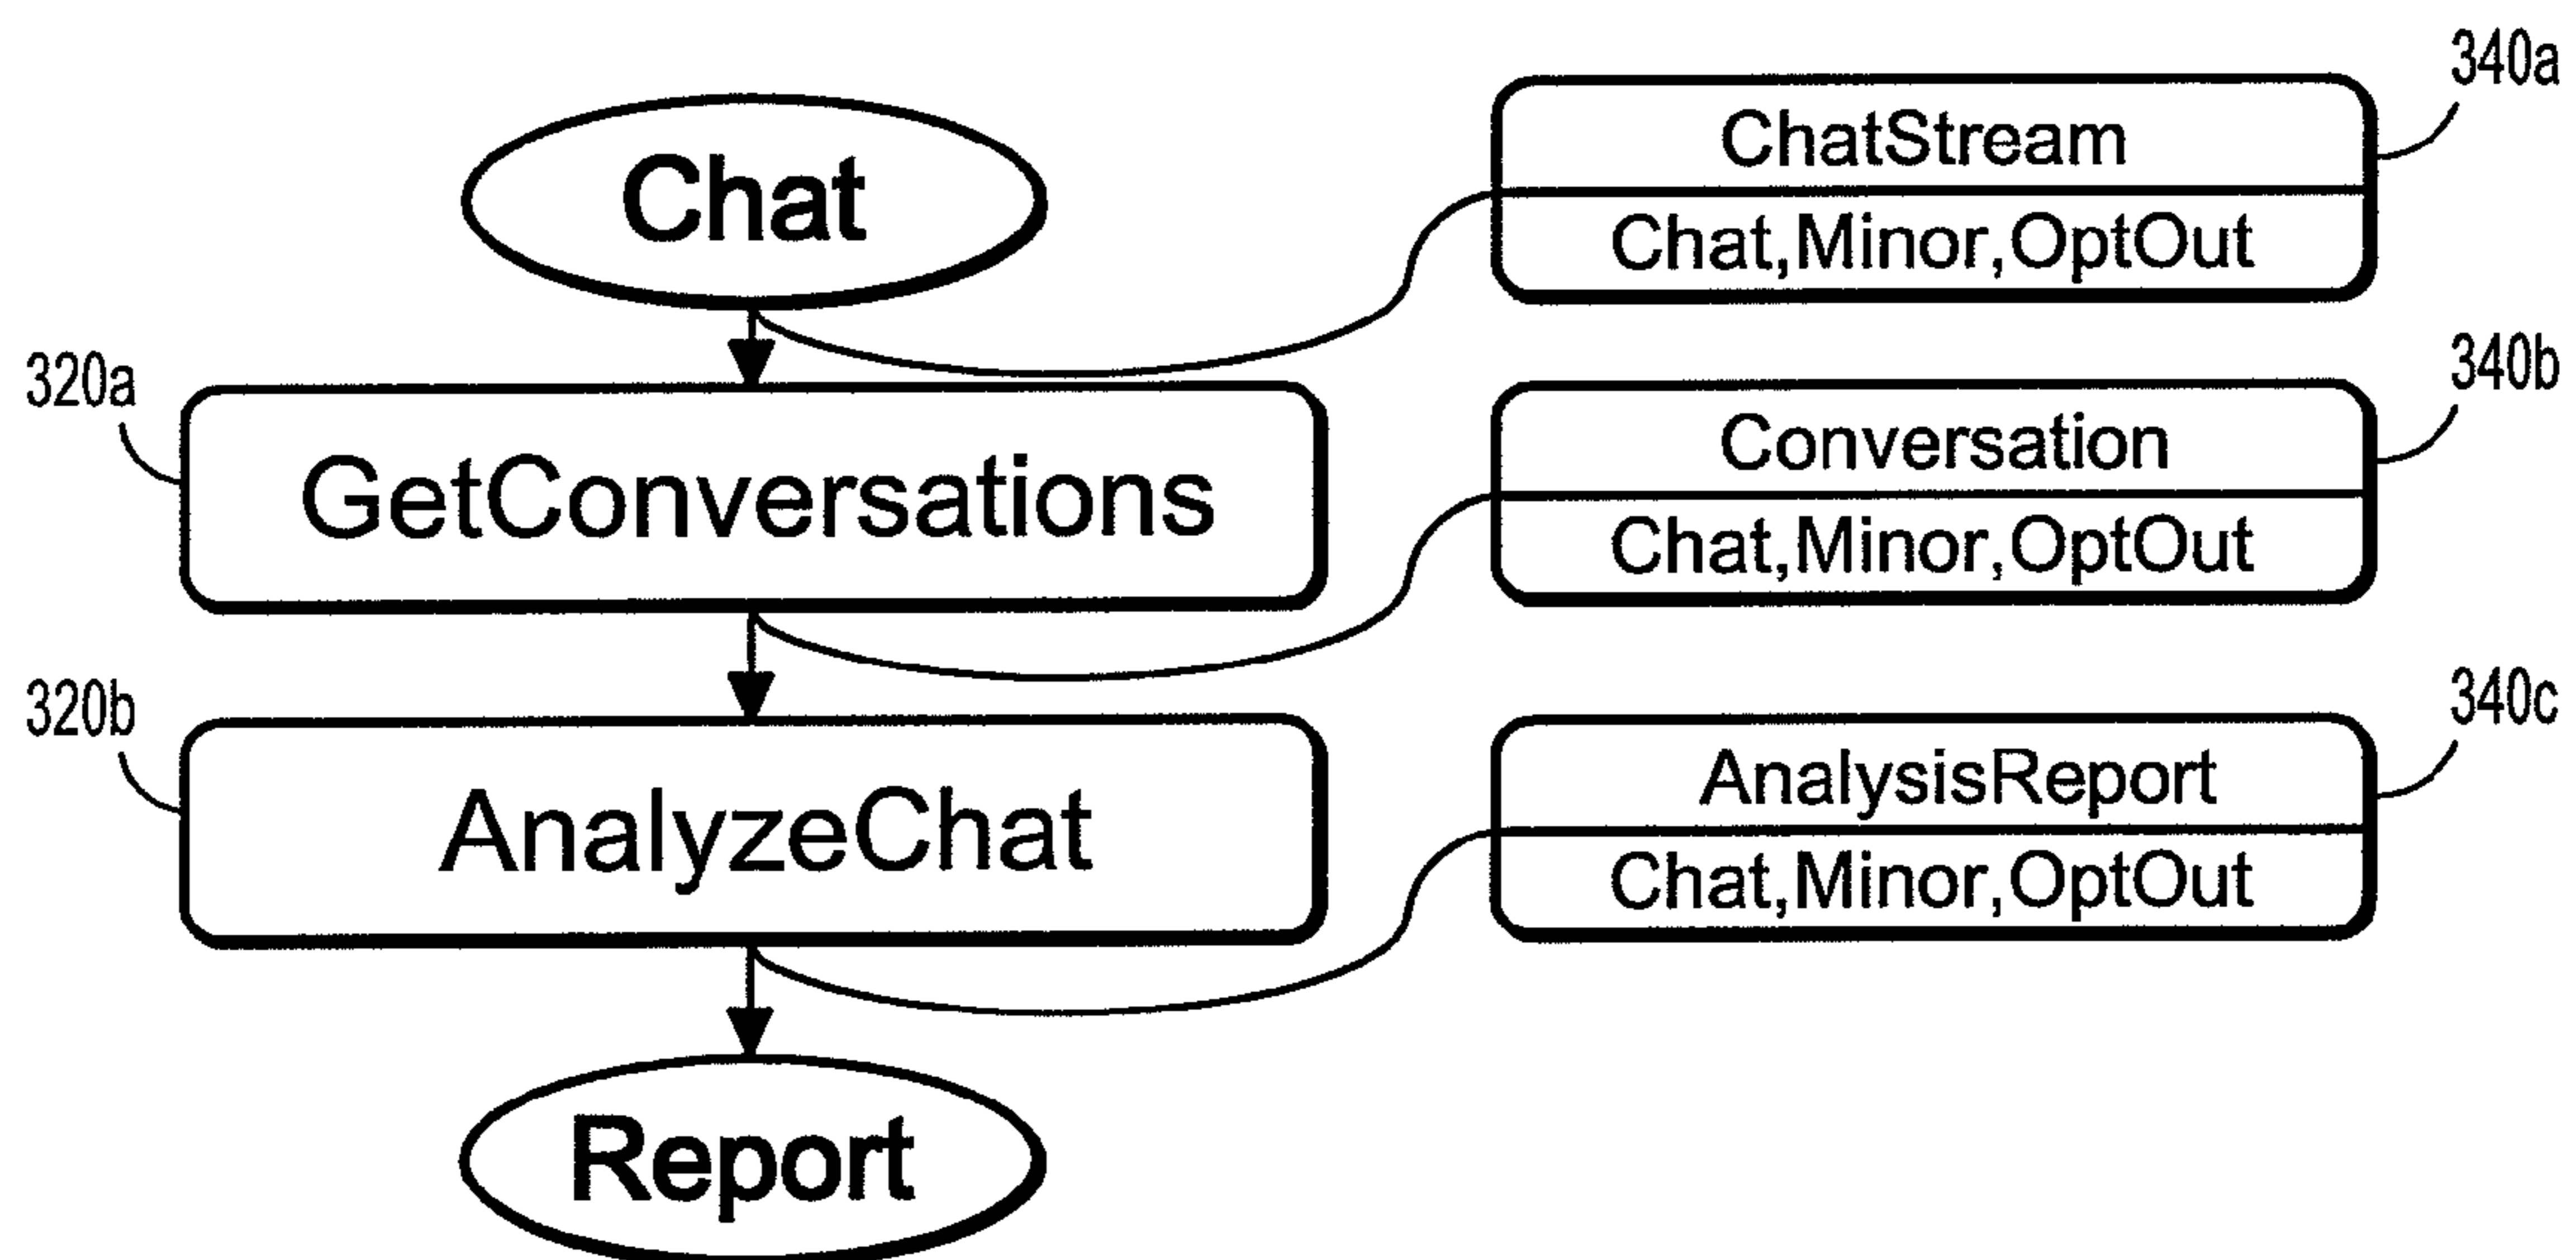 340a
ChatStream
Chat
Chat,Minor,OptOut
340b
320a
Conversation
GetConversations
Chat,Minor,OptOut
340c
320b
AnalysisReport
AnalyzeChat
Chat,Minor,OptOut
Report